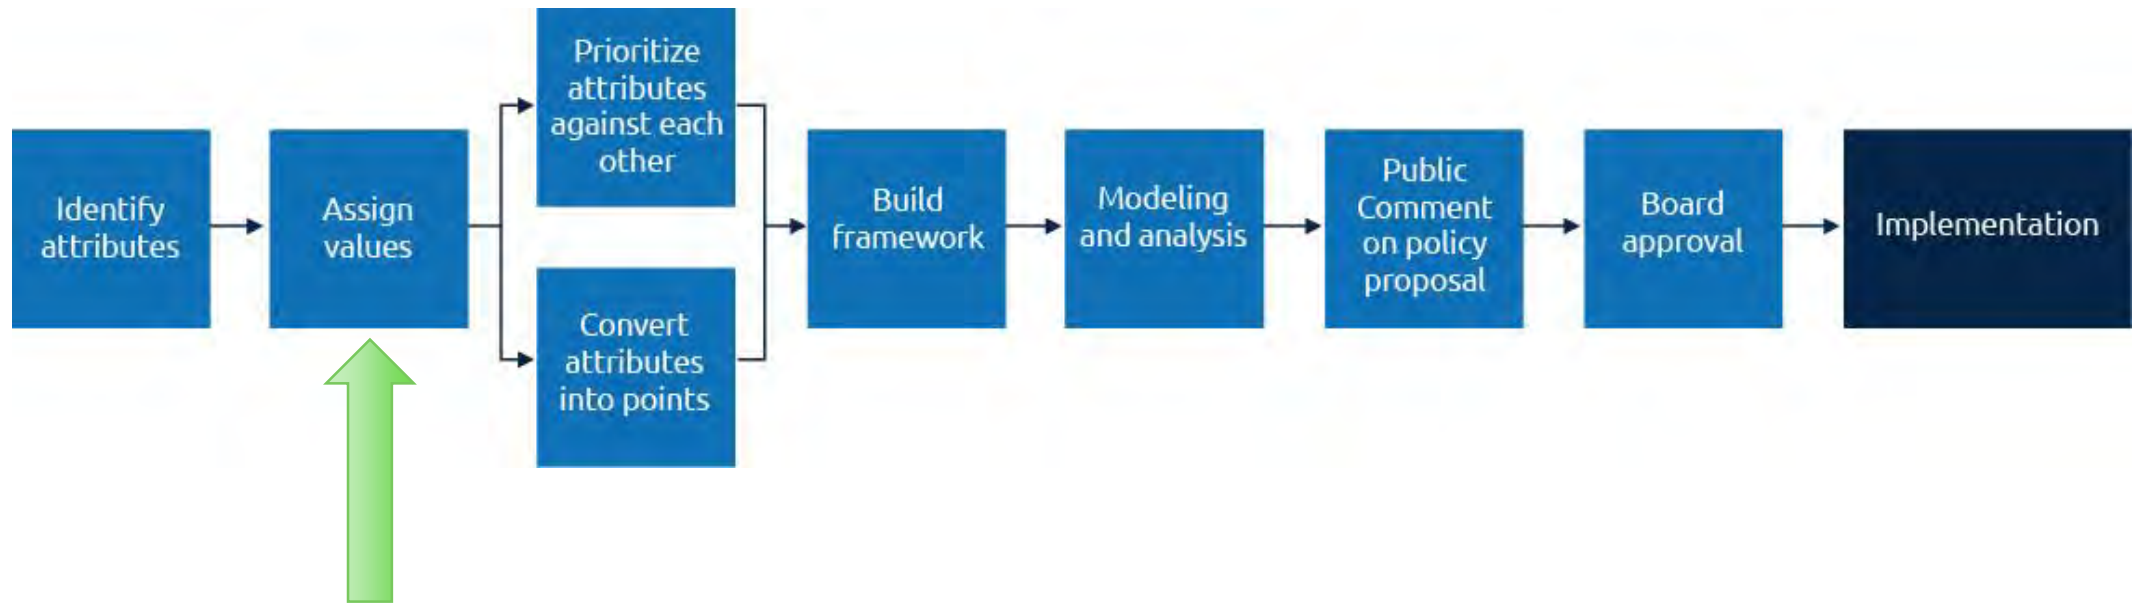 Identify
attributes
Assign
values
Prioritize
attributes
against each
other
Convert
attributes
into points
Build
framework
Modeling
and analysis
Public
Comment
on policy
proposal
Board
approval
Implementation